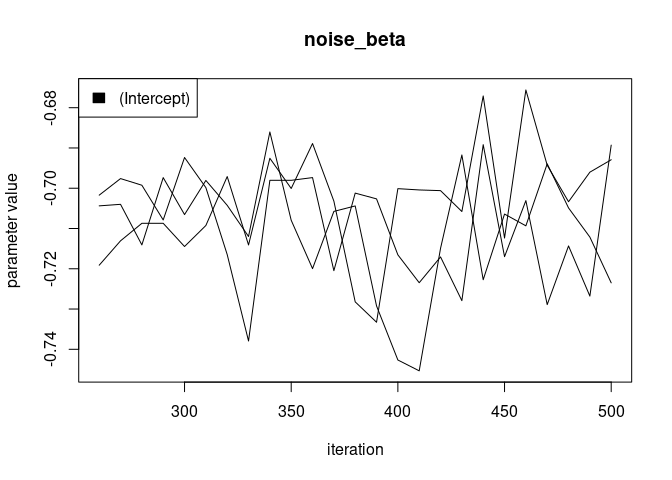 noise_beta
(Intercept)
parameter value
-0.68
-0.70
-0.72
-0.74
300 350 400 450 500
iteration